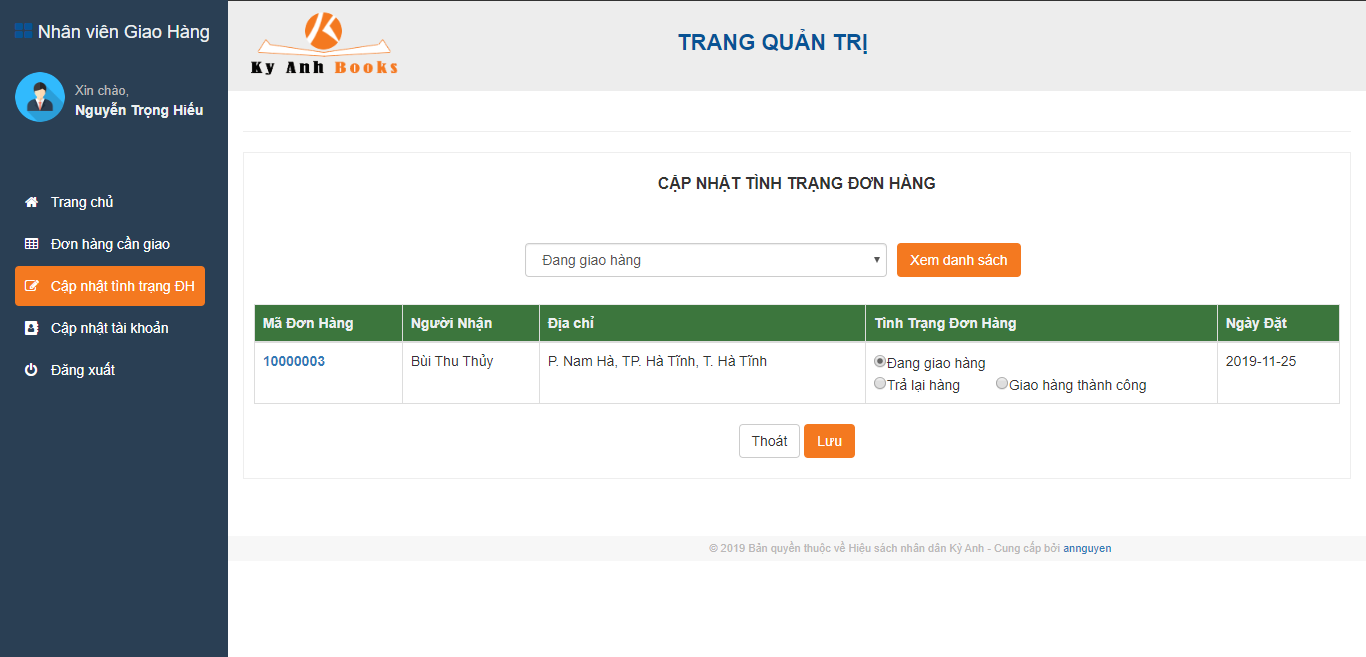 Nhân viên Giao Hàng
Xin chào,
Nguyễn Trọng Hiếu
Trang chủ
Đơn hàng cần giao
Cập nhật tình trạng ĐH
Cập nhật tài khoản
Đăng xuất
Ky Anh Books
TRANG QUẢN TRỊ
CẬP NHẬT TÌNH TRẠNG ĐƠN HÀNG
Đang giao hàng Xem danh sách
Mã Đơn Hàng Người Nhận Địa chỉ Tình Trạng Đơn Hàng Ngày Đặt
10000003 Bùi Thu Thủy P. Nam Hà, TP. Hà Tĩnh, T. Hà Tĩnh Đang giao hàng 2019-11-25
Trả lại hàng Giao hàng thành công
Thoát Lưu
© 2019 Bản quyền thuộc về Hiệu sách nhân dân Kỳ Anh - Cung cấp bởi annguyen